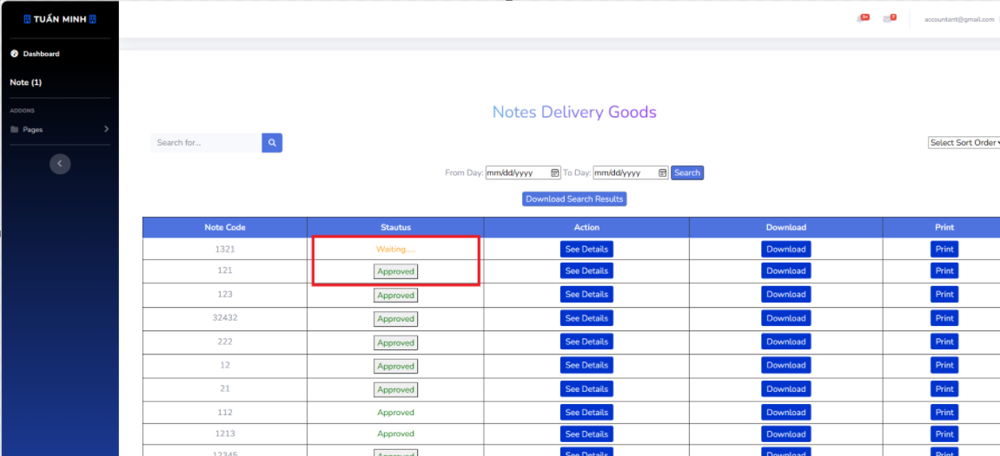 TUẤN MINH
3+
7
accountant@gmail.com
Dashboard
Note (1)
ADDONS
Pages
Notes Delivery Goods
Search for...
Select Sort Order
From Day: mm/dd/yyyy To Day: mm/dd/yyyy Search
Download Search Results
Note Code Stautus Action Download Print
1321 Waiting..... See Details Download Print
121 Approved See Details Download Print
123 Approved See Details Download Print
32432 Approved See Details Download Print
222 Approved See Details Download Print
12 Approved See Details Download Print
21 Approved See Details Download Print
112 Approved See Details Download Print
1213 Approved See Details Download Print
12345 Approved See Details Download Print